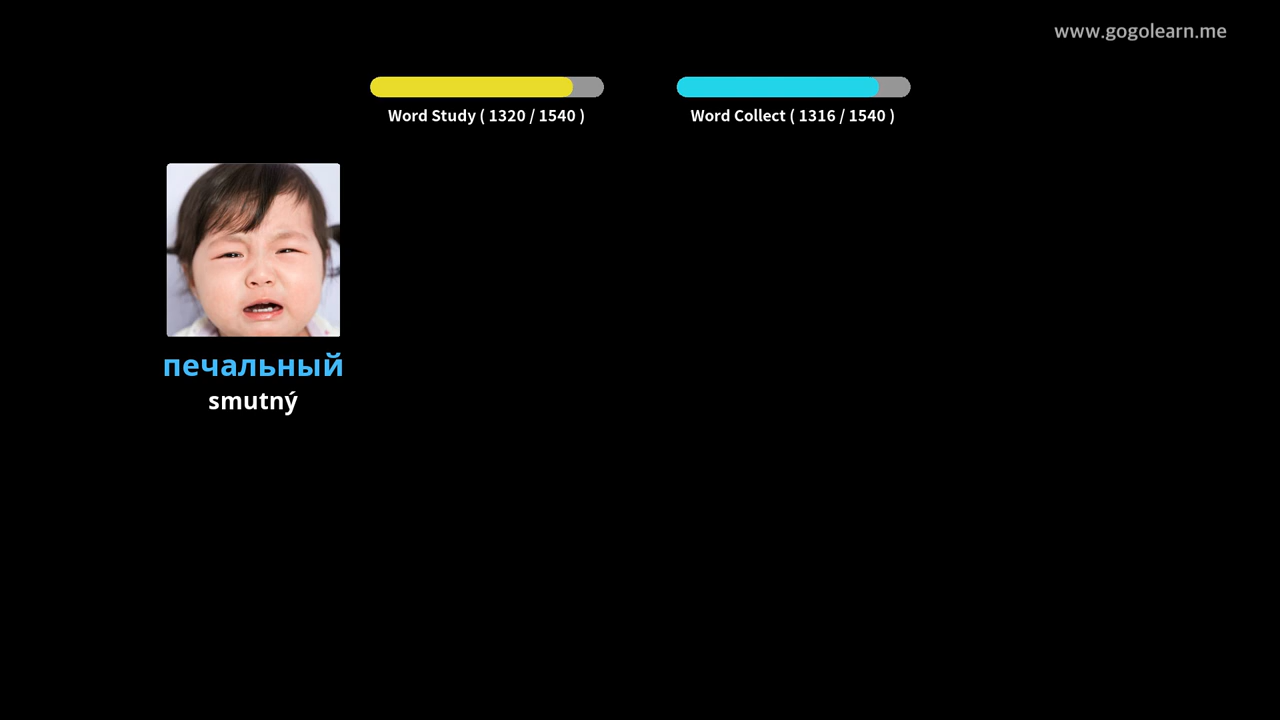 www.gogolearn.me
Word Study ( 1320 / 1540 )
Word Collect ( 1316 / 1540 )
печальный
smutný